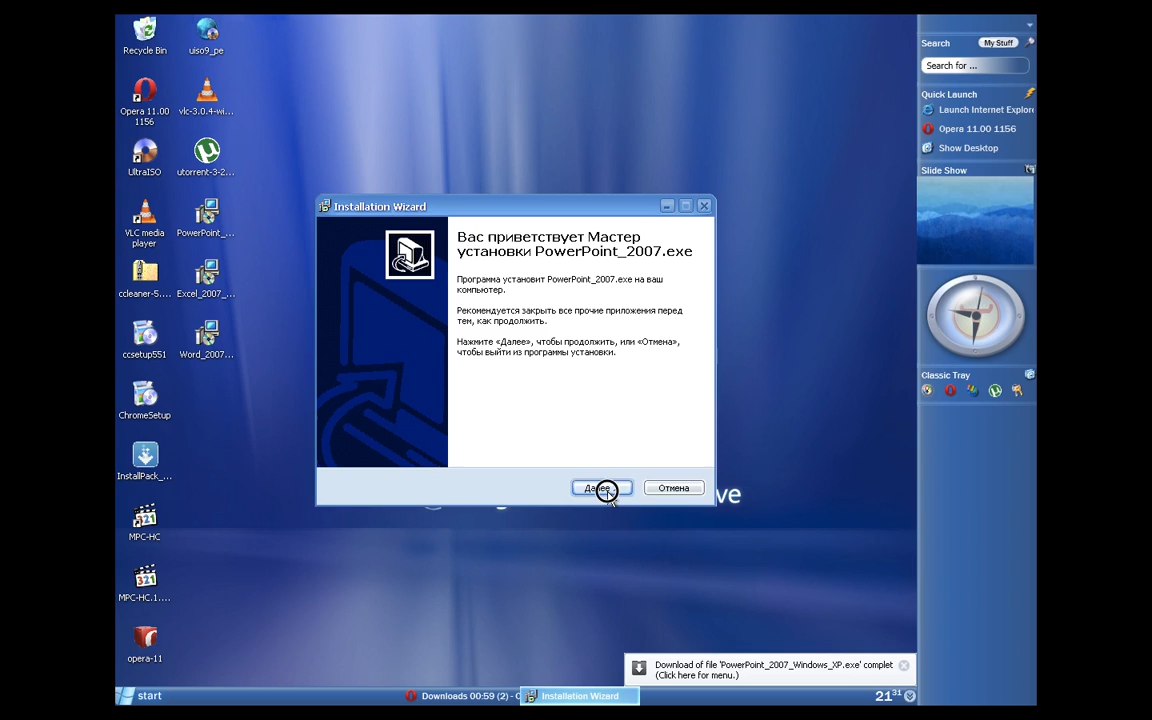 Recycle Bin
uiso9_pe
Opera 11.00
1156
vlc-3.0.4-wi...
UltraISO
utorrent-3-2...
VLC media
player
PowerPoint_...
ccleaner-5....
Excel_2007_...
ccsetup551
Word_2007...
ChromeSetup
InstallPack_...
MPC-HC
MPC-HC.1....
opera-11
Installation Wizard
Вас приветствует Мастер
установки PowerPoint_2007.exe
Программа установит PowerPoint_2007.exe на ваш
компьютер.
Рекомендуется закрыть все прочие приложения перед
тем, как продолжить.
Нажмите «Далее», чтобы продолжить, или «Отмена»,
чтобы выйти из программы установки.
Далее
Отмена
ve
Search
My Stuff
Search for ...
Quick Launch
Launch Internet Explore
Opera 11.00 1156
Show Desktop
Slide Show
Classic Tray
Download of file 'PowerPoint_2007_Windows_XP.exe' complet
(Click here for menu.)
start
Downloads 00:59 (2) - O
Installation Wizard
21 31